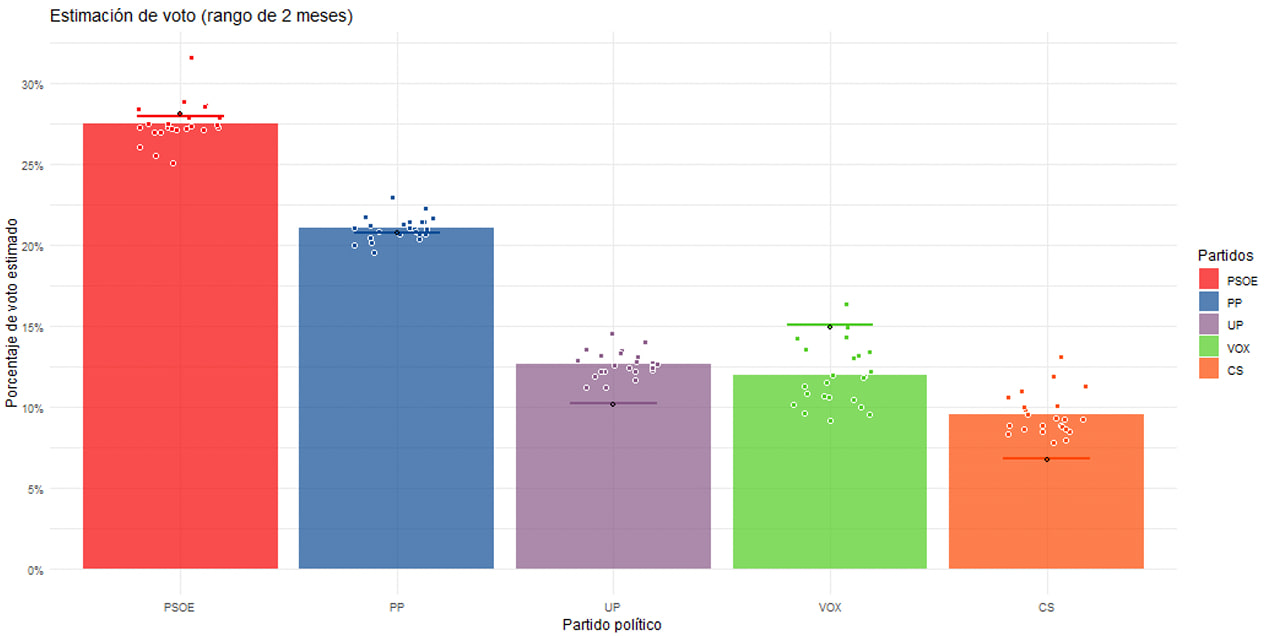 Estimación de voto (rango de 2 meses)
Porcentaje de voto estimado
30%
25%
20%
15%
10%
5%
0%
PSOE
PP
UP
VOX
CS
Partido político
Partidos
PSOE
PP
UP
VOX
CS